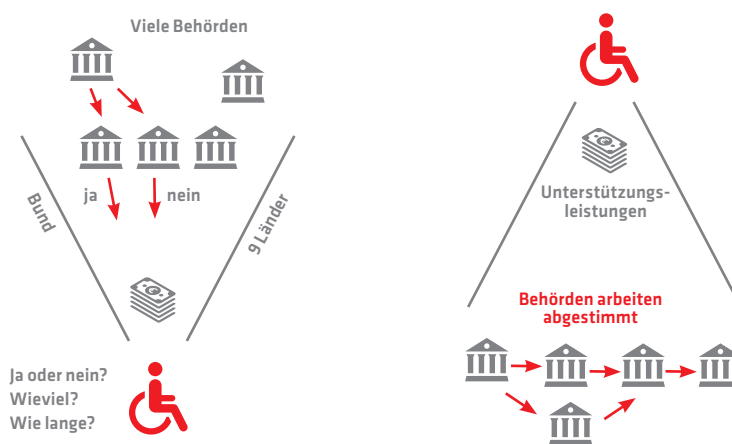 Viele Behörden
ja
nein
Bund
9 Länder
Ja oder nein?
Wieviel?
Wie lange?
Unterstützungs-
leistungen
Behörden arbeiten
abgestimmt